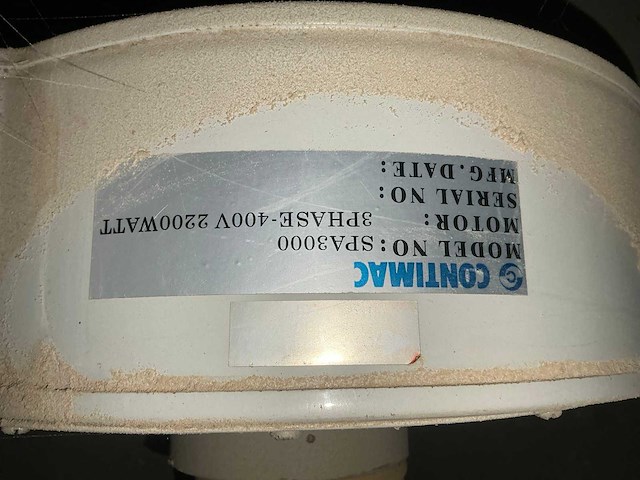 CONTIMAC
MODEL NO: SPA3000
MOTOR: 3PHASE-400V 2200WATT
SERIAL NO:
MFG.DATE: